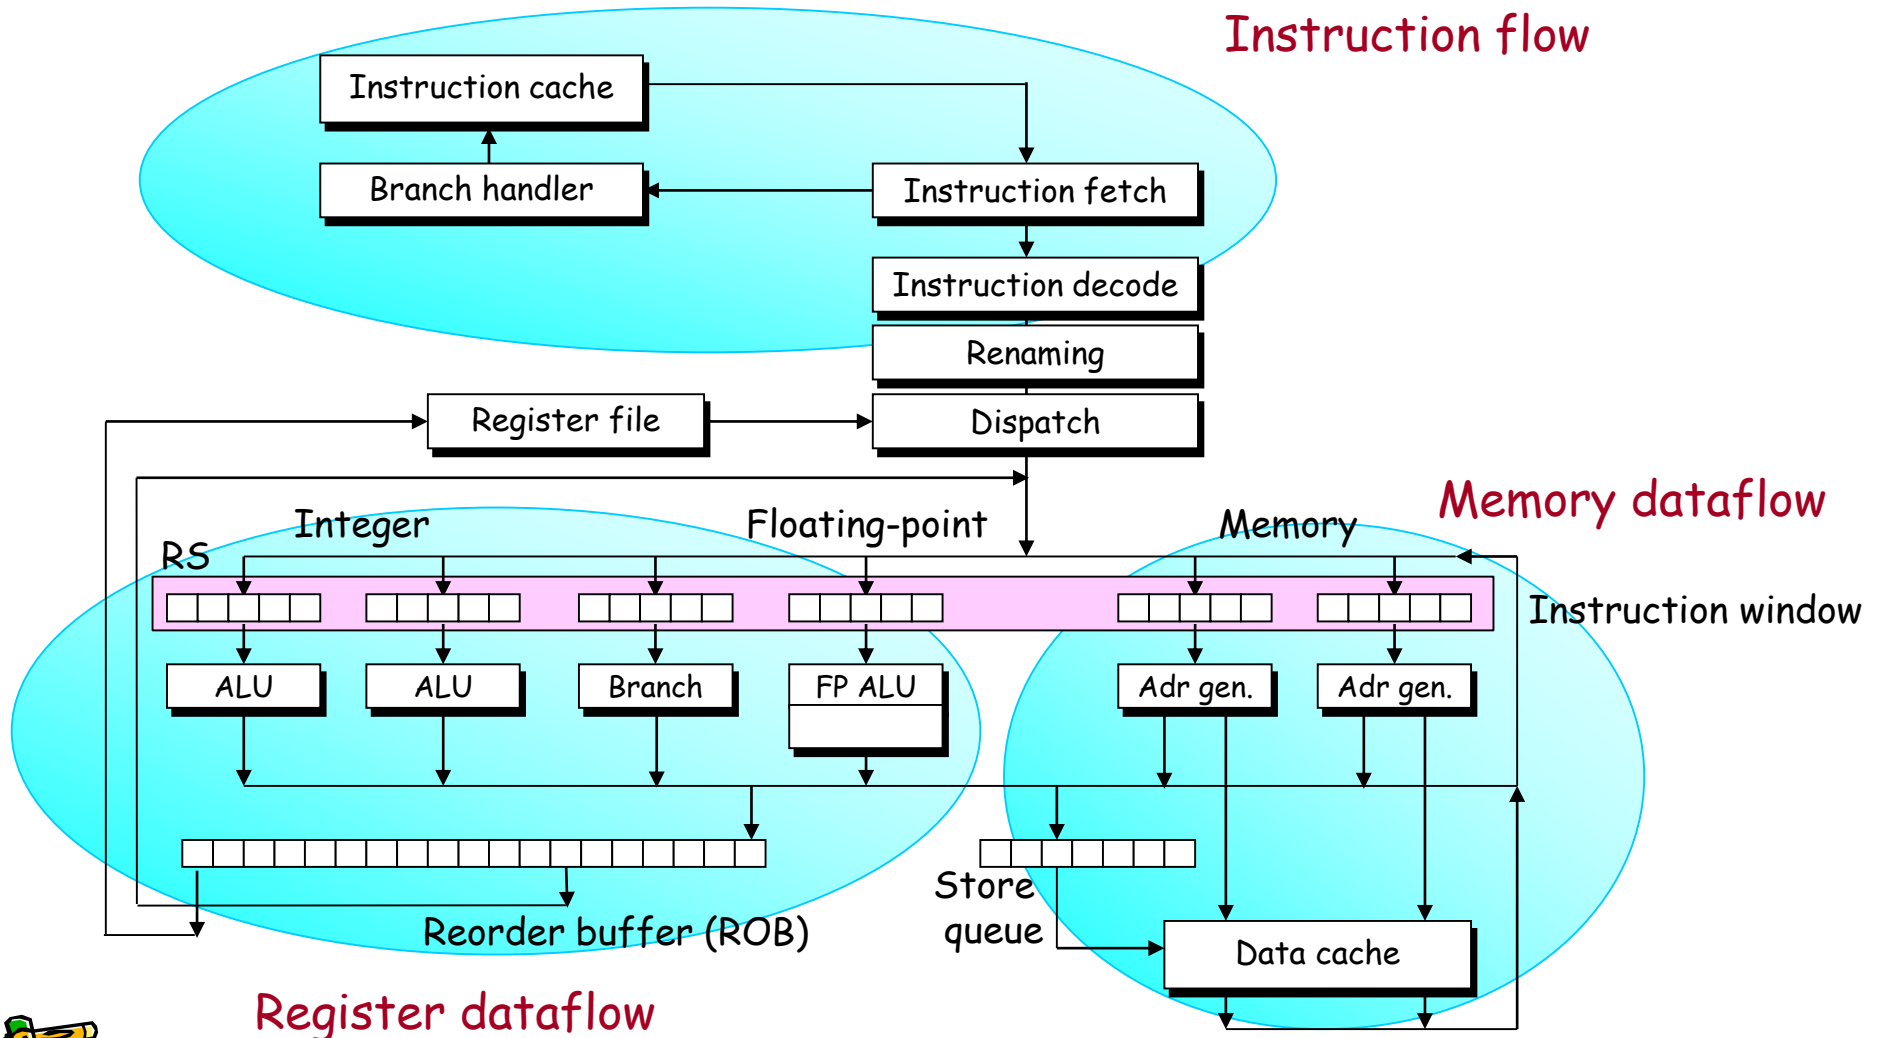 Instruction flow
Instruction cache
Branch handler
Instruction fetch
Instruction decode
Renaming
Register file
Dispatch
Memory dataflow
Integer
Floating-point
Memory
RS
Instruction window
ALU
ALU
Branch
FP ALU
Adr gen.
Adr gen.
Store
queue
Reorder buffer (ROB)
Data cache
Register dataflow